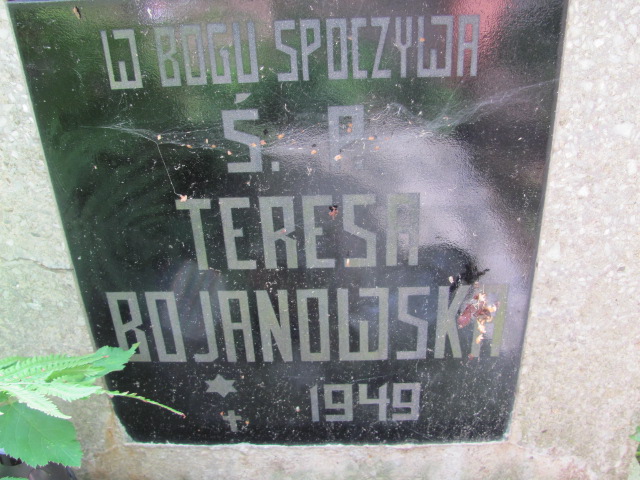 W BOGU SPOCZYWA
Ś. P.
TERESA
BOJANOWSKA
* † 1949